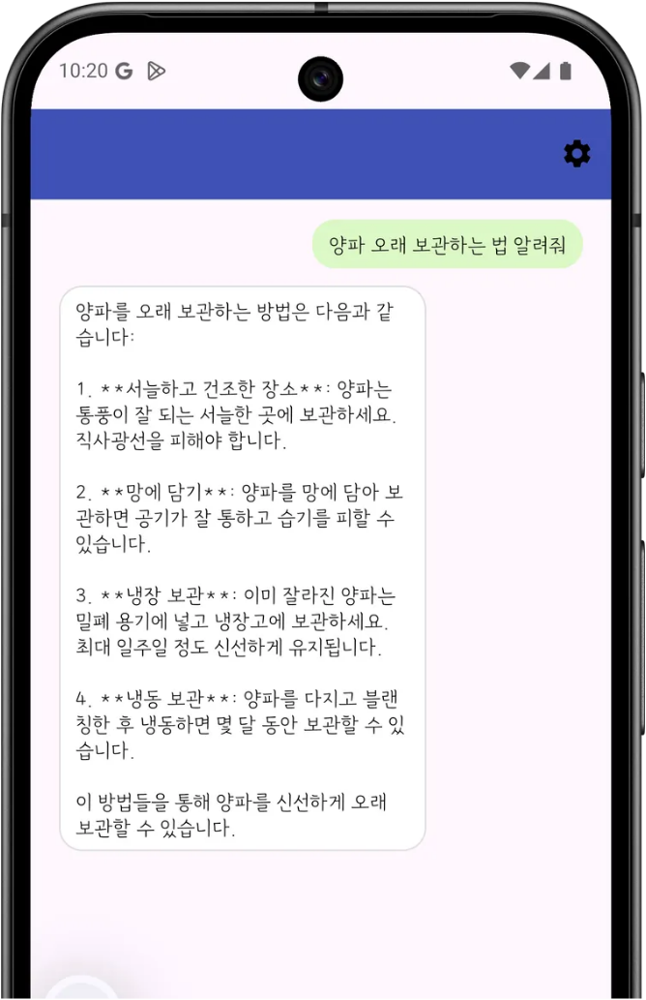 10:20
양파 오래 보관하는 법 알려줘
양파를 오래 보관하는 방법은 다음과 같
습니다:
1. **서늘하고 건조한 장소**: 양파는
통풍이 잘 되는 서늘한 곳에 보관하세요.
직사광선을 피해야 합니다.
2. **망에 담기**: 양파를 망에 담아 보
관하면 공기가 잘 통하고 습기를 피할 수
있습니다.
3. **냉장 보관**: 이미 잘라진 양파는
밀폐 용기에 넣고 냉장고에 보관하세요.
최대 일주일 정도 신선하게 유지됩니다.
4. **냉동 보관**: 양파를 다지고 블랜
칭한 후 냉동하면 몇 달 동안 보관할 수 있
습니다.
이 방법들을 통해 양파를 신선하게 오래
보관할 수 있습니다.